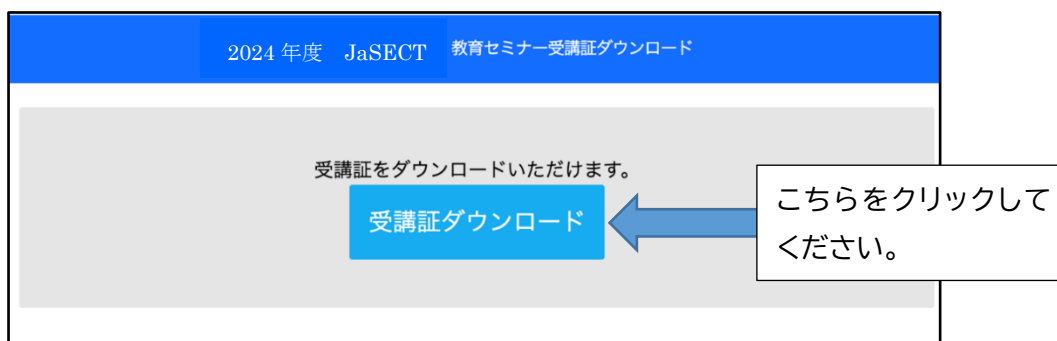 2024 年度　JaSECT　教育セミナー受講証ダウンロード
受講証をダウンロードいただけます。
受講証ダウンロード
こちらをクリックして
ください。